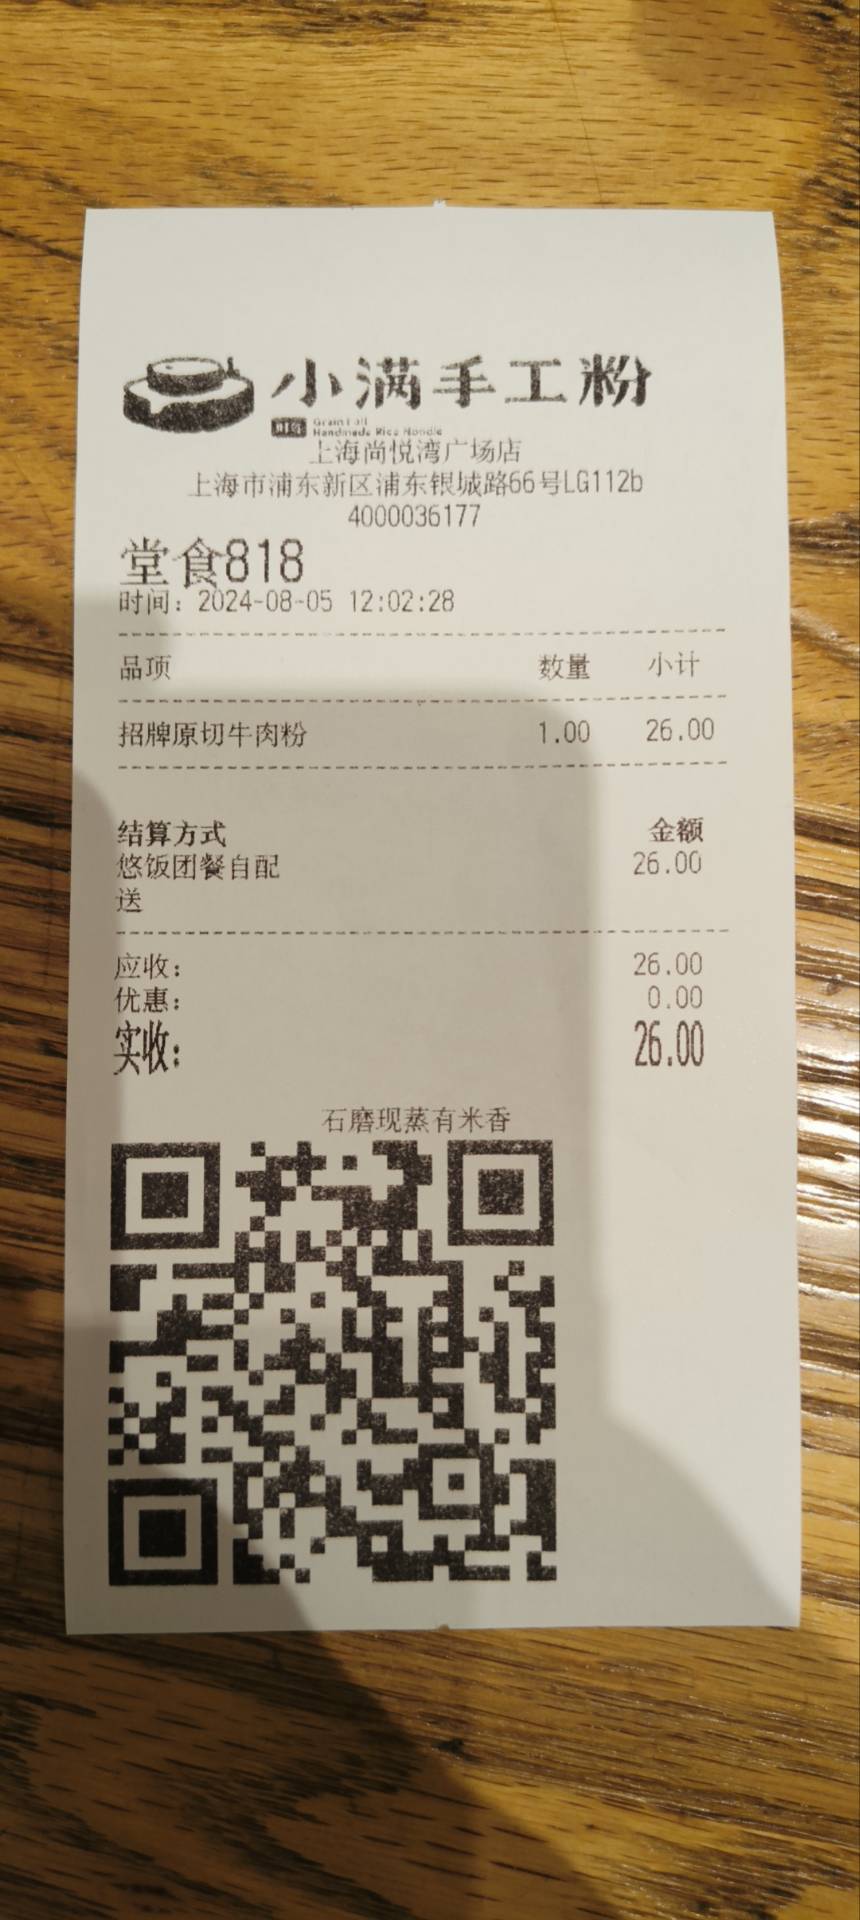 小满手工粉
Grain Full
Handmade Rice Noodle
上海尚悦湾广场店
上海市浦东新区浦东银城路66号LG112b
4000036177
堂食818
时间：2024-08-05 12:02:28
品项 数量 小计
招牌原切牛肉粉 1.00 26.00
结算方式 金额
悠饭团餐自配 26.00
送
应收： 26.00
优惠： 0.00
实收： 26.00
石磨现蒸有米香